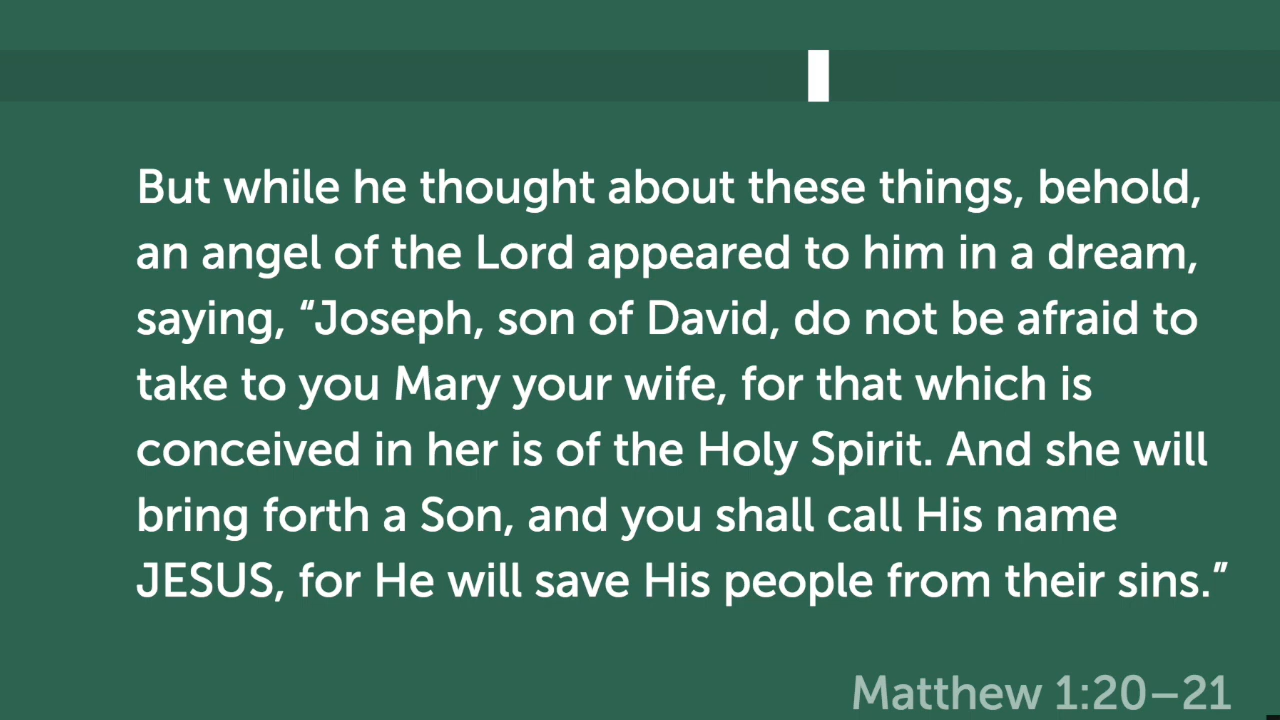 But while he thought about these things, behold,
an angel of the Lord appeared to him in a dream,
saying, “Joseph, son of David, do not be afraid to
take to you Mary your wife, for that which is
conceived in her is of the Holy Spirit. And she will
bring forth a Son, and you shall call His name
JESUS, for He will save His people from their sins.”
Matthew 1:20–21